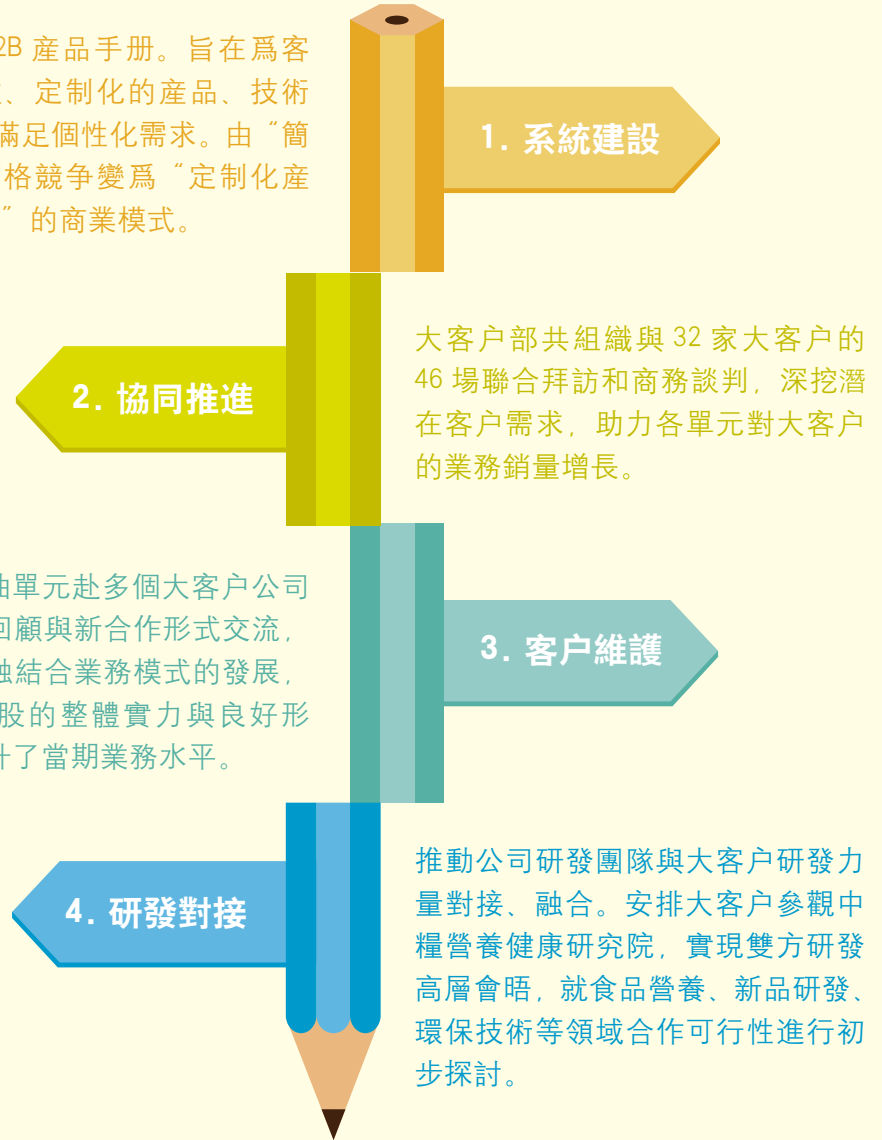 2B 産品手册。旨在爲客
、定制化的産品、技術
滿足個性化需求。由“簡
格競争變爲“定制化産
”的商業模式。
1. 系統建設
2. 協同推進
大客户部共組織與 32 家大客户的
46 場聯合拜訪和商務談判，深挖潛
在客户需求，助力各單元對大客户
的業務銷量增長。
單元赴多個大客户公司
回顧與新合作形式交流，
融結合業務模式的發展，
股的整體實力與良好形
升了當期業務水平。
3. 客户維護
4. 研發對接
推動公司研發團隊與大客户研發力
量對接、融合。安排大客户參觀中
糧營養健康研究院，實現雙方研發
高層會晤，就食品營養、新品研發、
環保技術等領域合作可行性進行初
步探討。